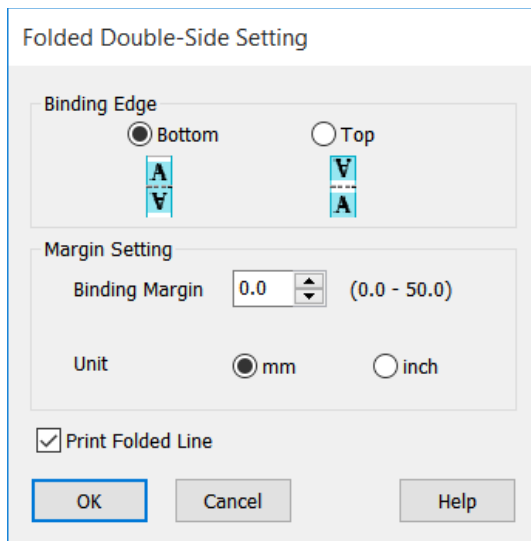 Folded Double-Side Setting
Binding Edge
Bottom Top
A A
A A
Margin Setting
Binding Margin 0.0 (0.0 - 50.0)
Unit mm inch
Print Folded Line
OK Cancel Help